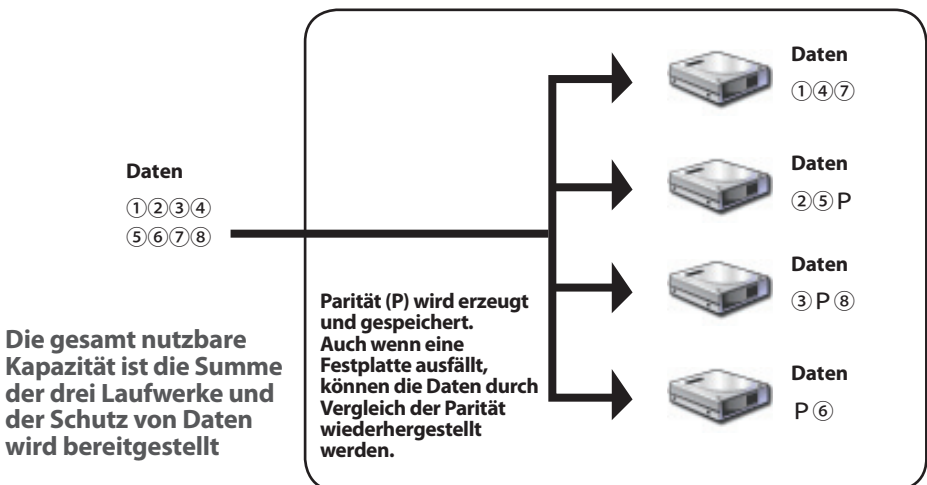 Daten
①②③④
⑤⑥⑦⑧
Die gesamt nutzbare
Kapazität ist die Summe
der drei Laufwerke und
der Schutz von Daten
wird bereitgestellt
Parität (P) wird erzeugt
und gespeichert.
Auch wenn eine
Festplatte ausfällt,
können die Daten durch
Vergleich der Parität
wiederhergestellt
werden.
Daten
①④⑦
Daten
②⑤P
Daten
③P⑧
Daten
P⑥